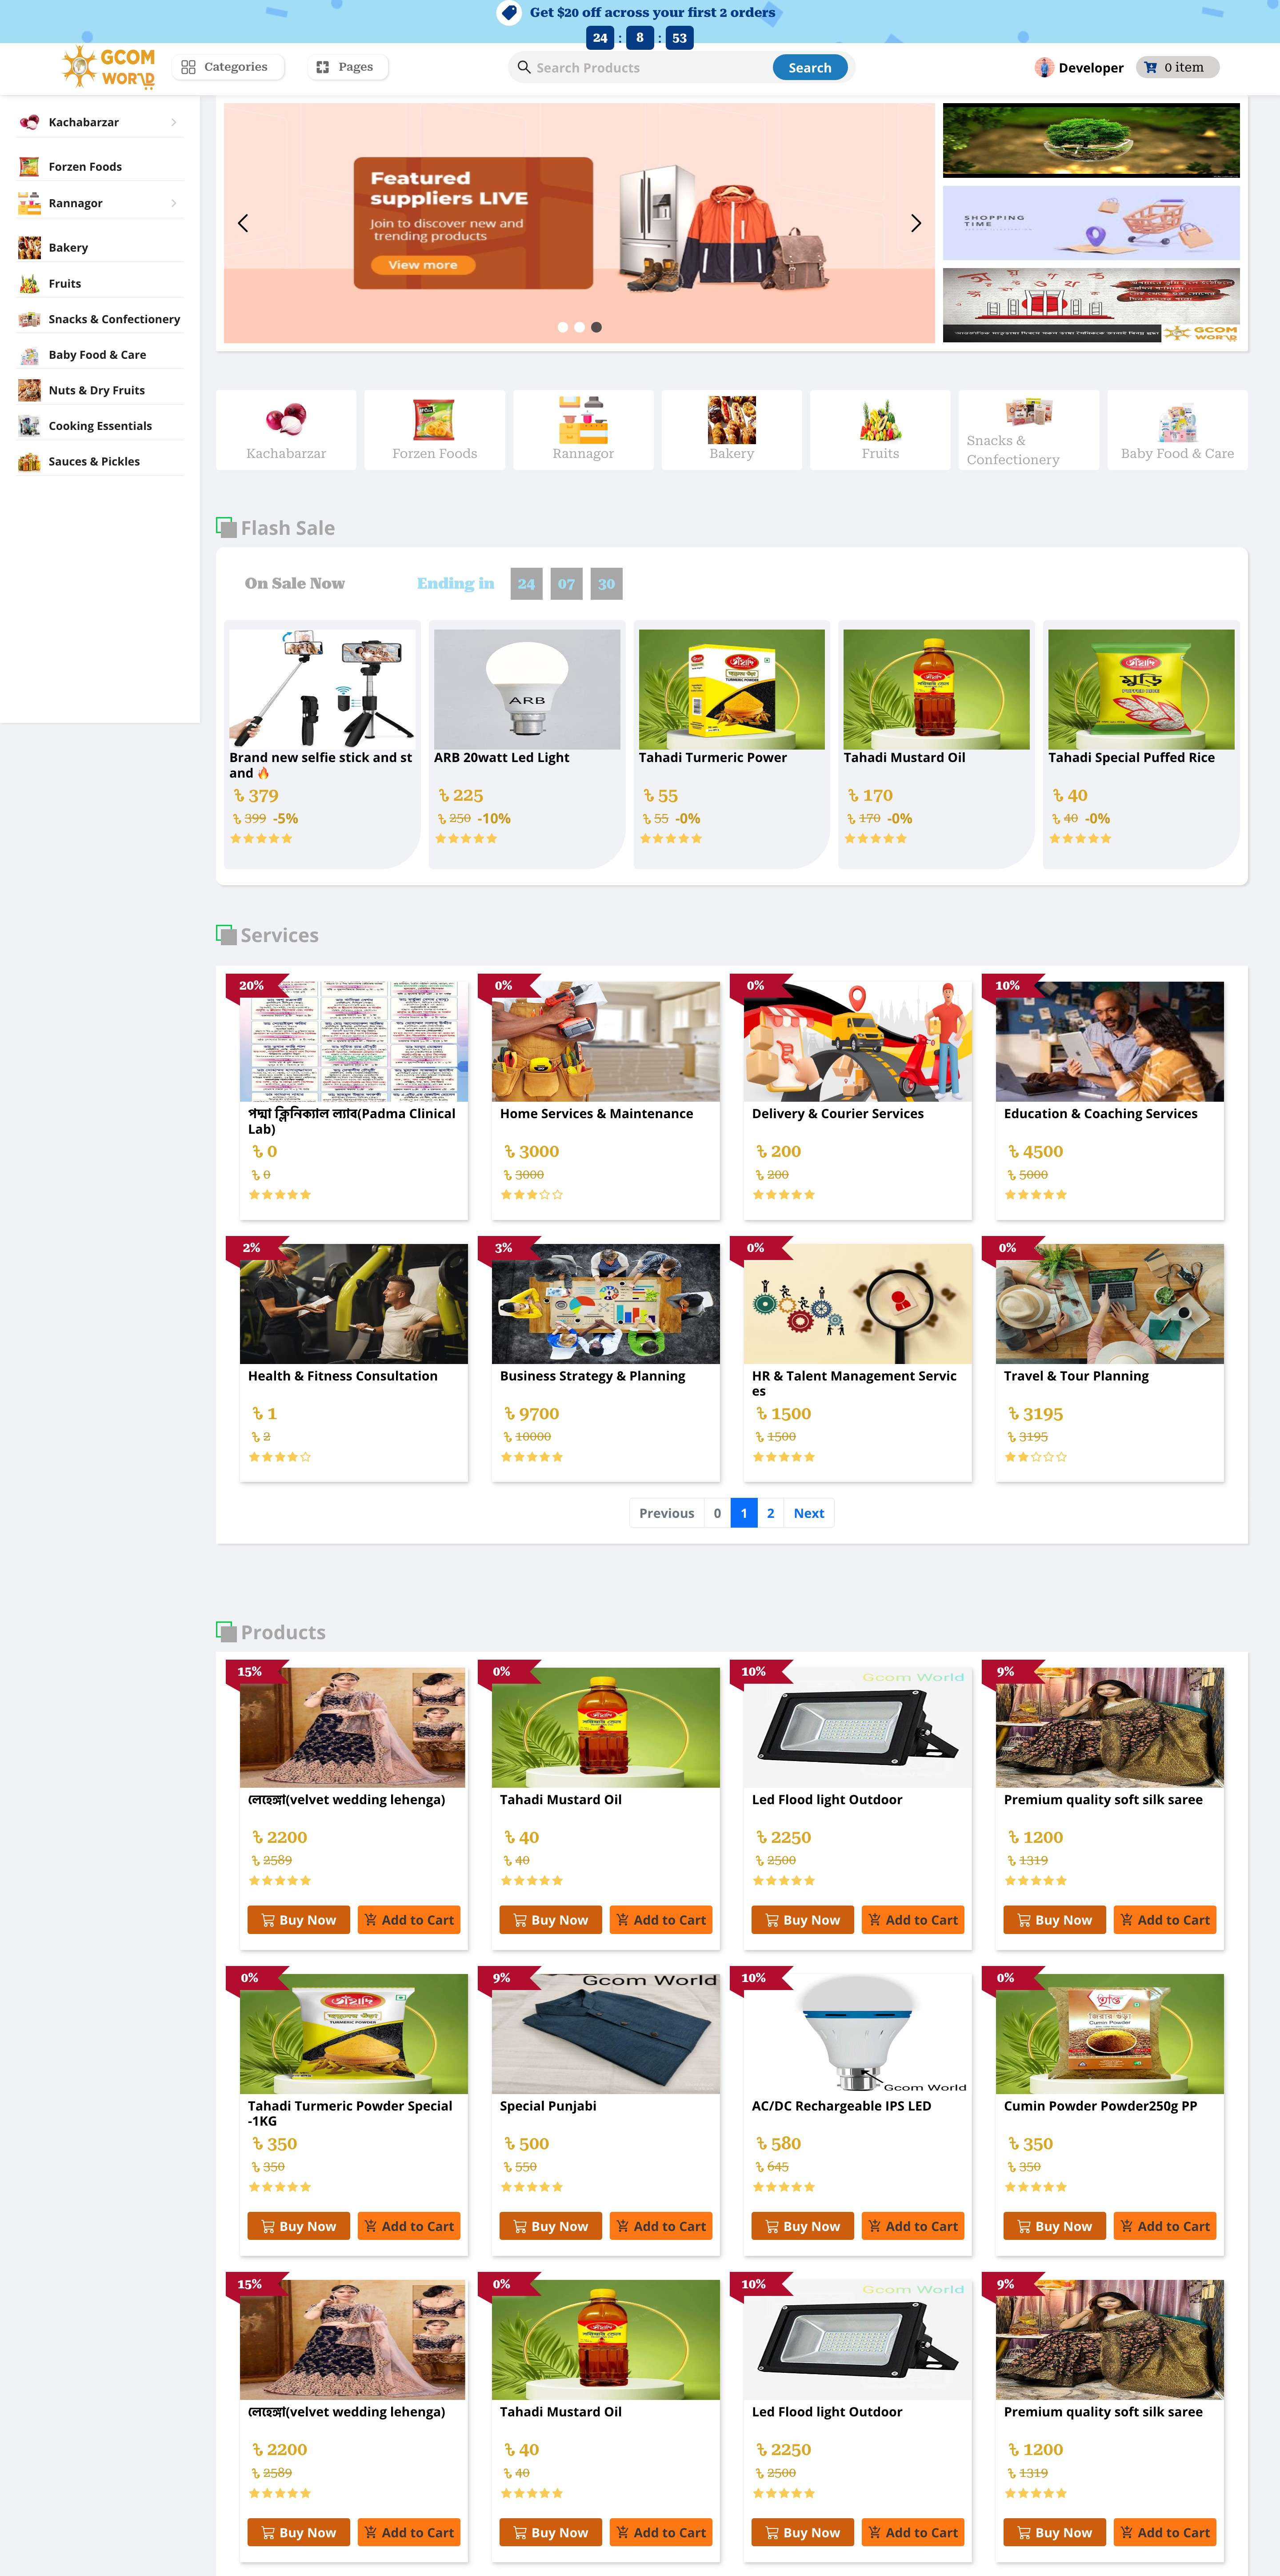 Get $20 off across your first 2 orders
24 : 8 : 53
GCOM WORLD
Categories
Pages
Search Products
Search
Developer
0 item
Kachabarzar
Forzen Foods
Rannagor
Bakery
Fruits
Snacks & Confectionery
Baby Food & Care
Nuts & Dry Fruits
Cooking Essentials
Sauces & Pickles
Featured
suppliers LIVE
Join to discover new and
trending products
View more
SHOPPING
TIME
GCOM
WORLD
Kachabarzar
Forzen Foods
Rannagor
Bakery
Fruits
Snacks &
Confectionery
Baby Food & Care
Flash Sale
On Sale Now
Ending in 24 07 30
ARB
মুড়ি
PUFFED RICE
Brand new selfie stick and st
and 🔥
৳ 379
৳ 399 -5%
ARB 20watt Led Light
৳ 225
৳ 250 -10%
Tahadi Turmeric Power
৳ 55
৳ 55 -0%
Tahadi Mustard Oil
৳ 170
৳ 170 -0%
Tahadi Special Puffed Rice
৳ 40
৳ 40 -0%
Services
20%
পদ্মা ক্লিনিক্যাল ল্যাব(Padma Clinical
Lab)
৳ 0
৳ 0
0%
Home Services & Maintenance
৳ 3000
৳ 3000
0%
Delivery & Courier Services
৳ 200
৳ 200
10%
Education & Coaching Services
৳ 4500
৳ 5000
2%
Health & Fitness Consultation
৳ 1
৳ 2
3%
Business Strategy & Planning
৳ 9700
৳ 10000
0%
HR & Talent Management Servic
es
৳ 1500
৳ 1500
0%
Travel & Tour Planning
৳ 3195
৳ 3195
Previous 0 1 2 Next
Products
15%
লেহেঙ্গা(velvet wedding lehenga)
৳ 2200
৳ 2589
Buy Now
Add to Cart
0%
Tahadi Mustard Oil
৳ 40
৳ 40
Buy Now
Add to Cart
10%
Gcom World
Led Flood light Outdoor
৳ 2250
৳ 2500
Buy Now
Add to Cart
9%
Premium quality soft silk saree
৳ 1200
৳ 1319
Buy Now
Add to Cart
0%
TURMERIC POWDER
Tahadi Turmeric Powder Special
-1KG
৳ 350
৳ 350
Buy Now
Add to Cart
9%
Gcom World
Special Punjabi
৳ 500
৳ 550
Buy Now
Add to Cart
10%
Gcom World
AC/DC Rechargeable IPS LED
৳ 580
৳ 645
Buy Now
Add to Cart
0%
Cumin Powder
Cumin Powder Powder250g PP
৳ 350
৳ 350
Buy Now
Add to Cart
15%
লেহেঙ্গা(velvet wedding lehenga)
৳ 2200
৳ 2589
Buy Now
Add to Cart
0%
Tahadi Mustard Oil
৳ 40
৳ 40
Buy Now
Add to Cart
10%
Gcom World
Led Flood light Outdoor
৳ 2250
৳ 2500
Buy Now
Add to Cart
9%
Premium quality soft silk saree
৳ 1200
৳ 1319
Buy Now
Add to Cart